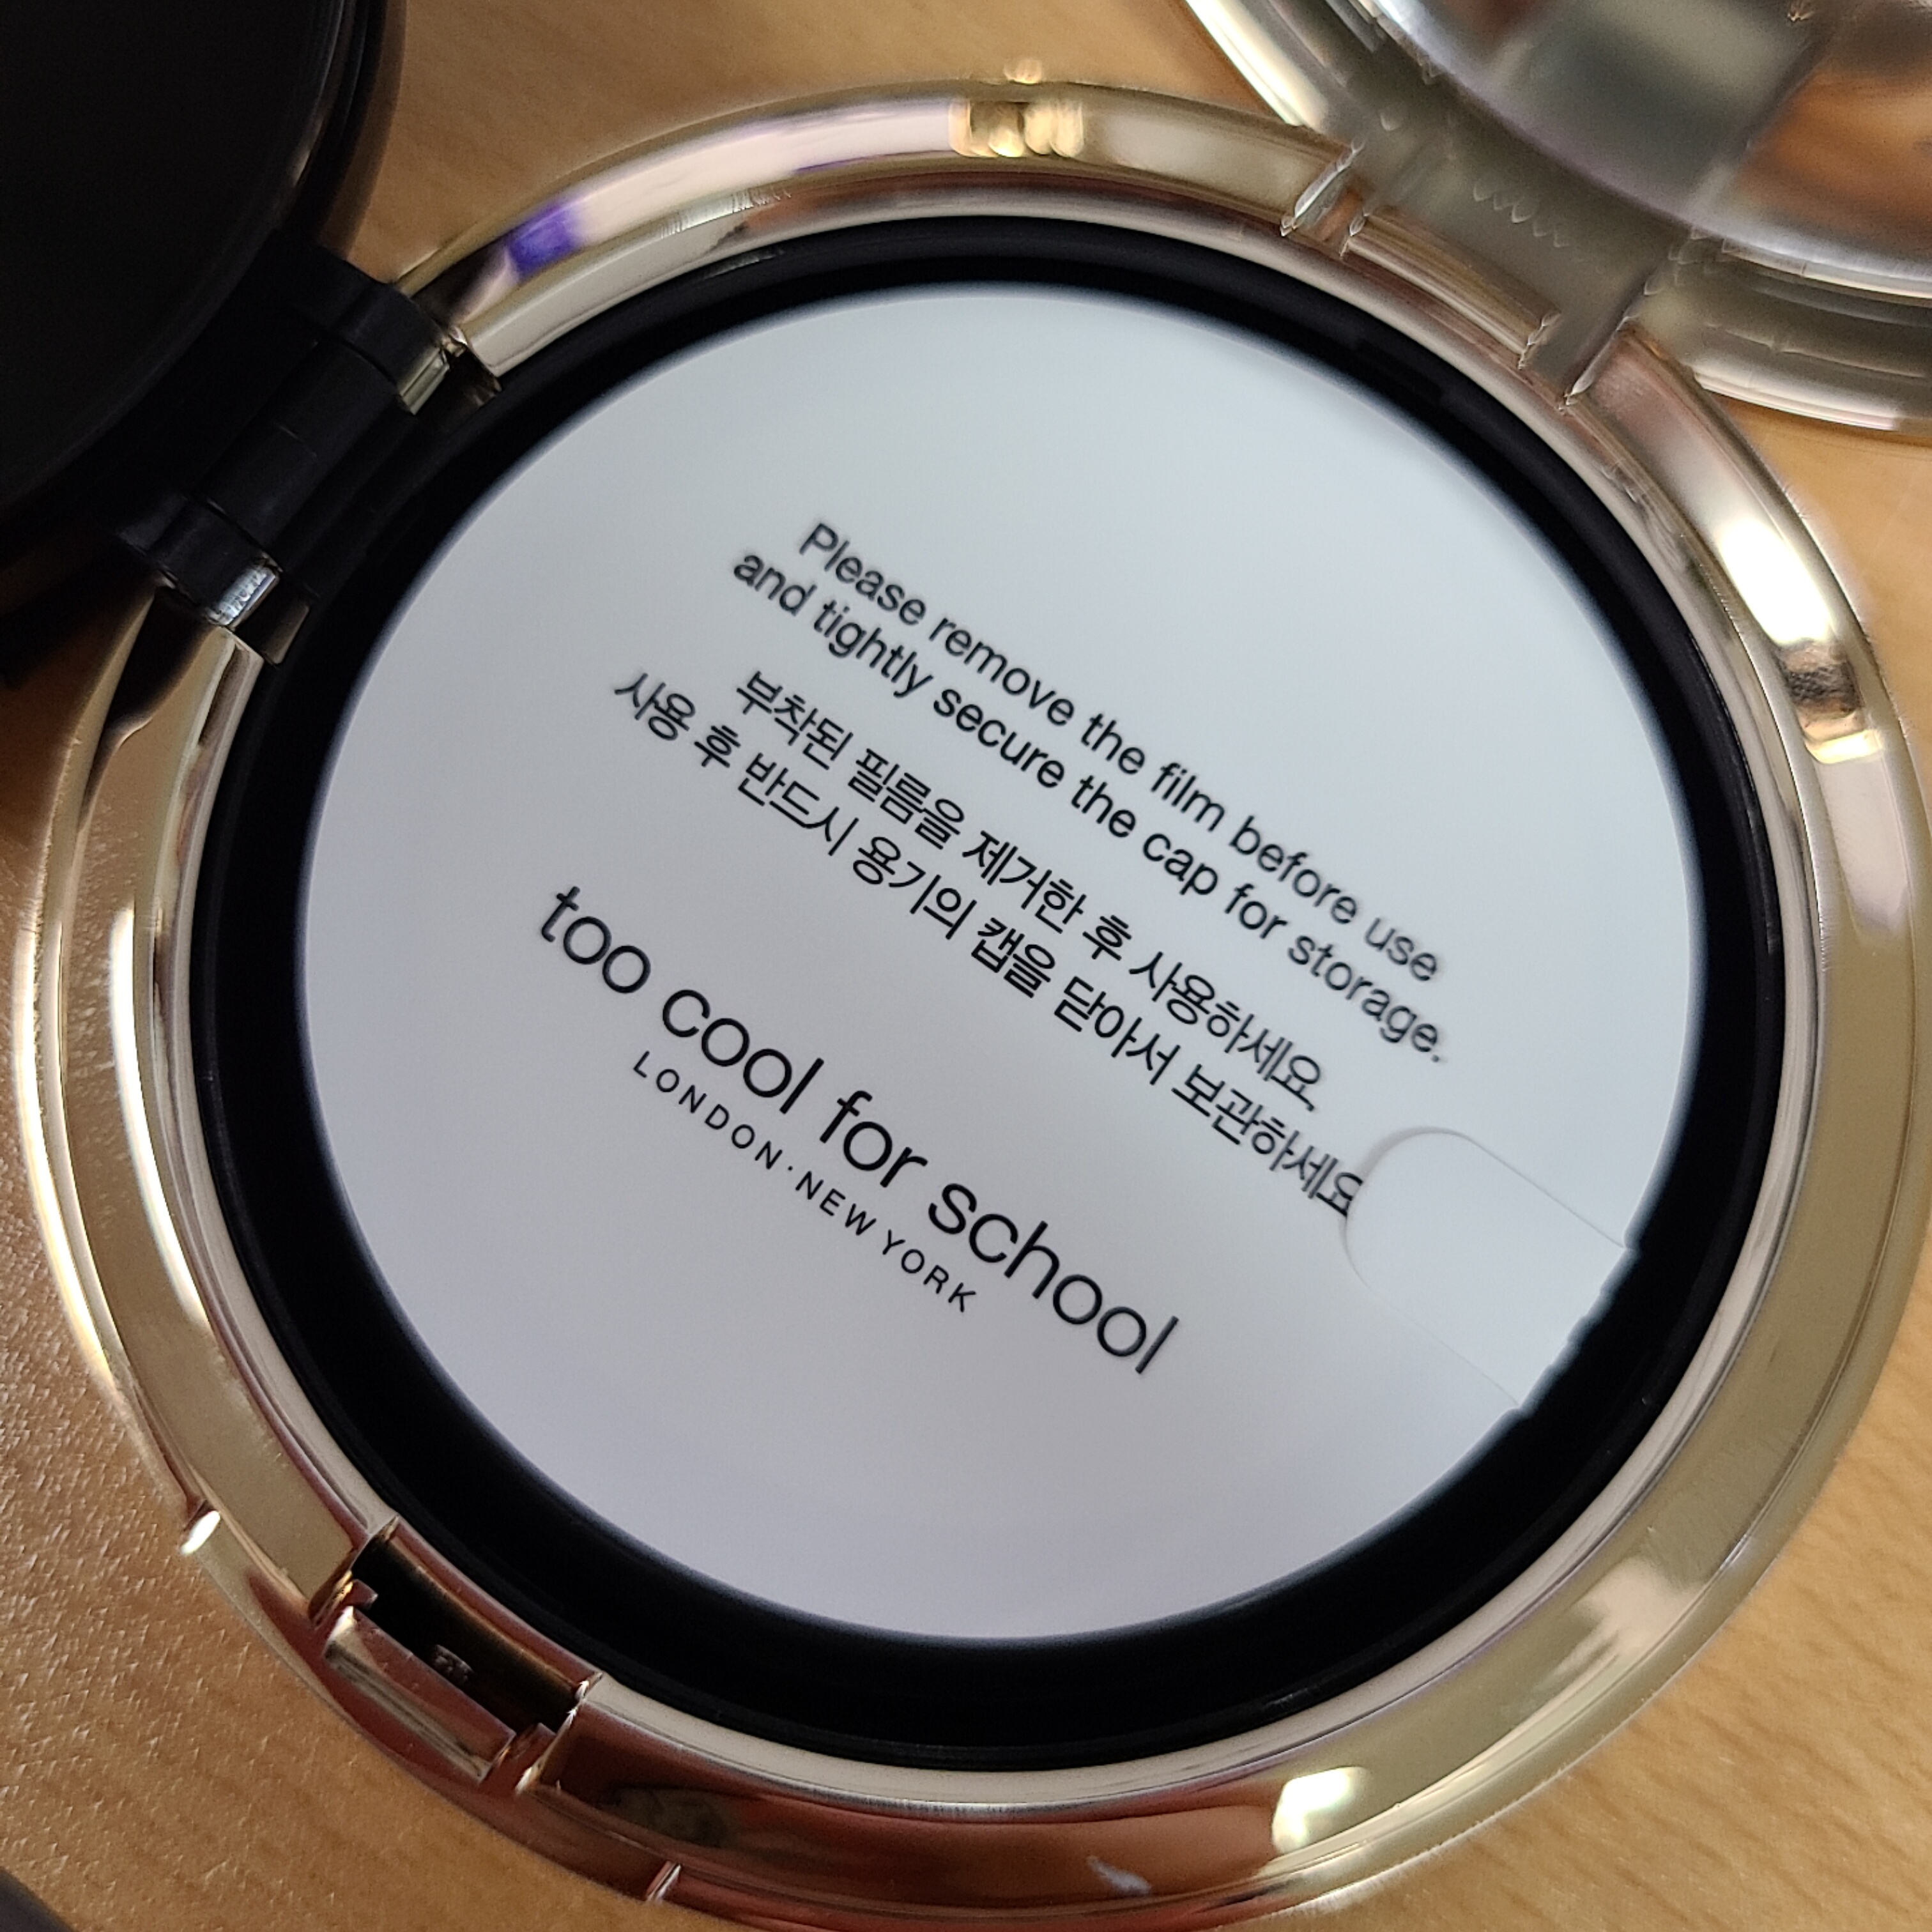 Please remove the film before use
and tightly secure the cap for storage.
부착된 필름을 제거한 후 사용하세요.
사용 후 반드시 용기의 캡을 닫아서 보관하세요
too cool for school
LONDON·NEW YORK